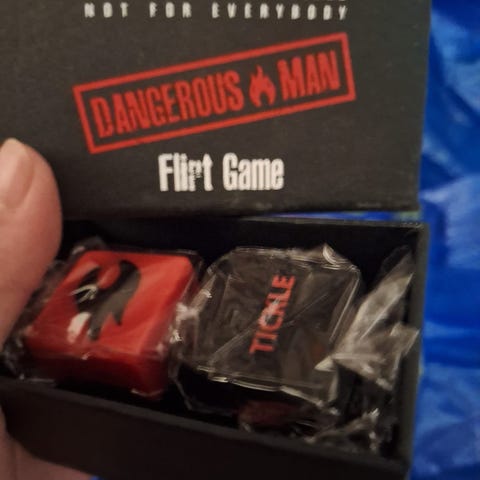 NOT FOR EVERYBODY
DANGEROUS MAN
Flirt Game
TICKLE